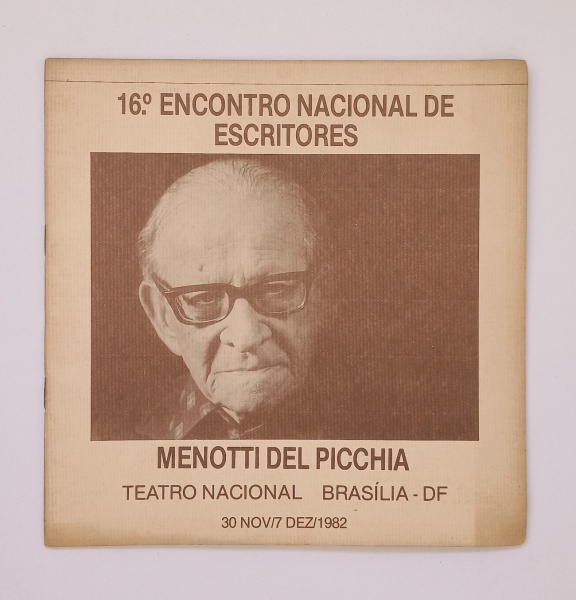 16.º ENCONTRO NACIONAL DE
ESCRITORES
MENOTTI DEL PICCHIA
TEATRO NACIONAL BRASÍLIA - DF
30 NOV/7 DEZ/1982